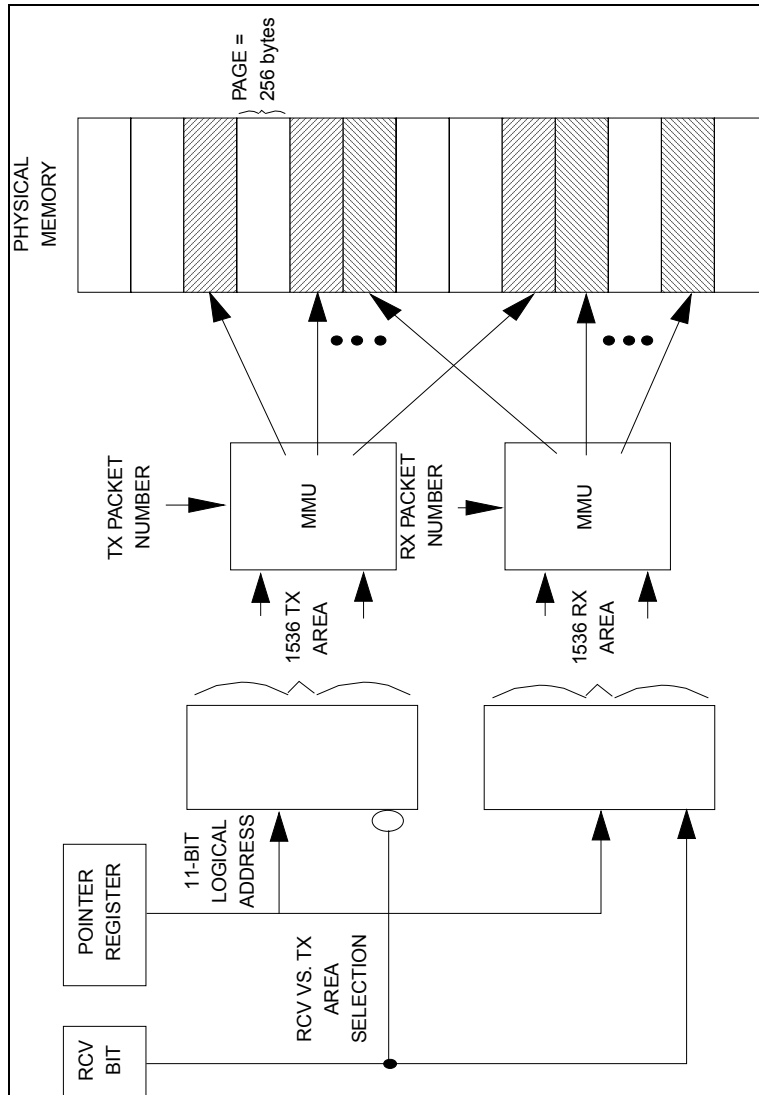 RCV
BIT
POINTER
REGISTER
RCV VS. TX
AREA
SELECTION
11-BIT
LOGICAL
ADDRESS
1536 TX
AREA
1536 RX
AREA
TX PACKET
NUMBER
MMU
RX PACKET
NUMBER
MMU
PHYSICAL
MEMORY
PAGE =
256 bytes